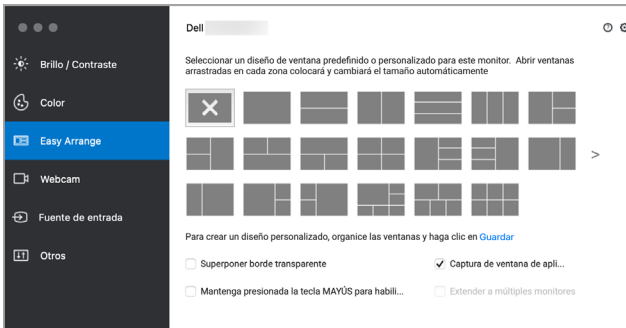 Dell
Seleccionar un diseño de ventana predefinido o personalizado para este monitor. Abrir ventanas
arrastradas en cada zona colocará y cambiará el tamaño automáticamente
Brillo / Contraste
Color
Easy Arrange
Webcam
Fuente de entrada
Otros
>
Para crear un diseño personalizado, organice las ventanas y haga clic en Guardar
Superponer borde transparente
Captura de ventana de apli...
Mantenga presionada la tecla MAYÚS para habili...
Extender a múltiples monitores